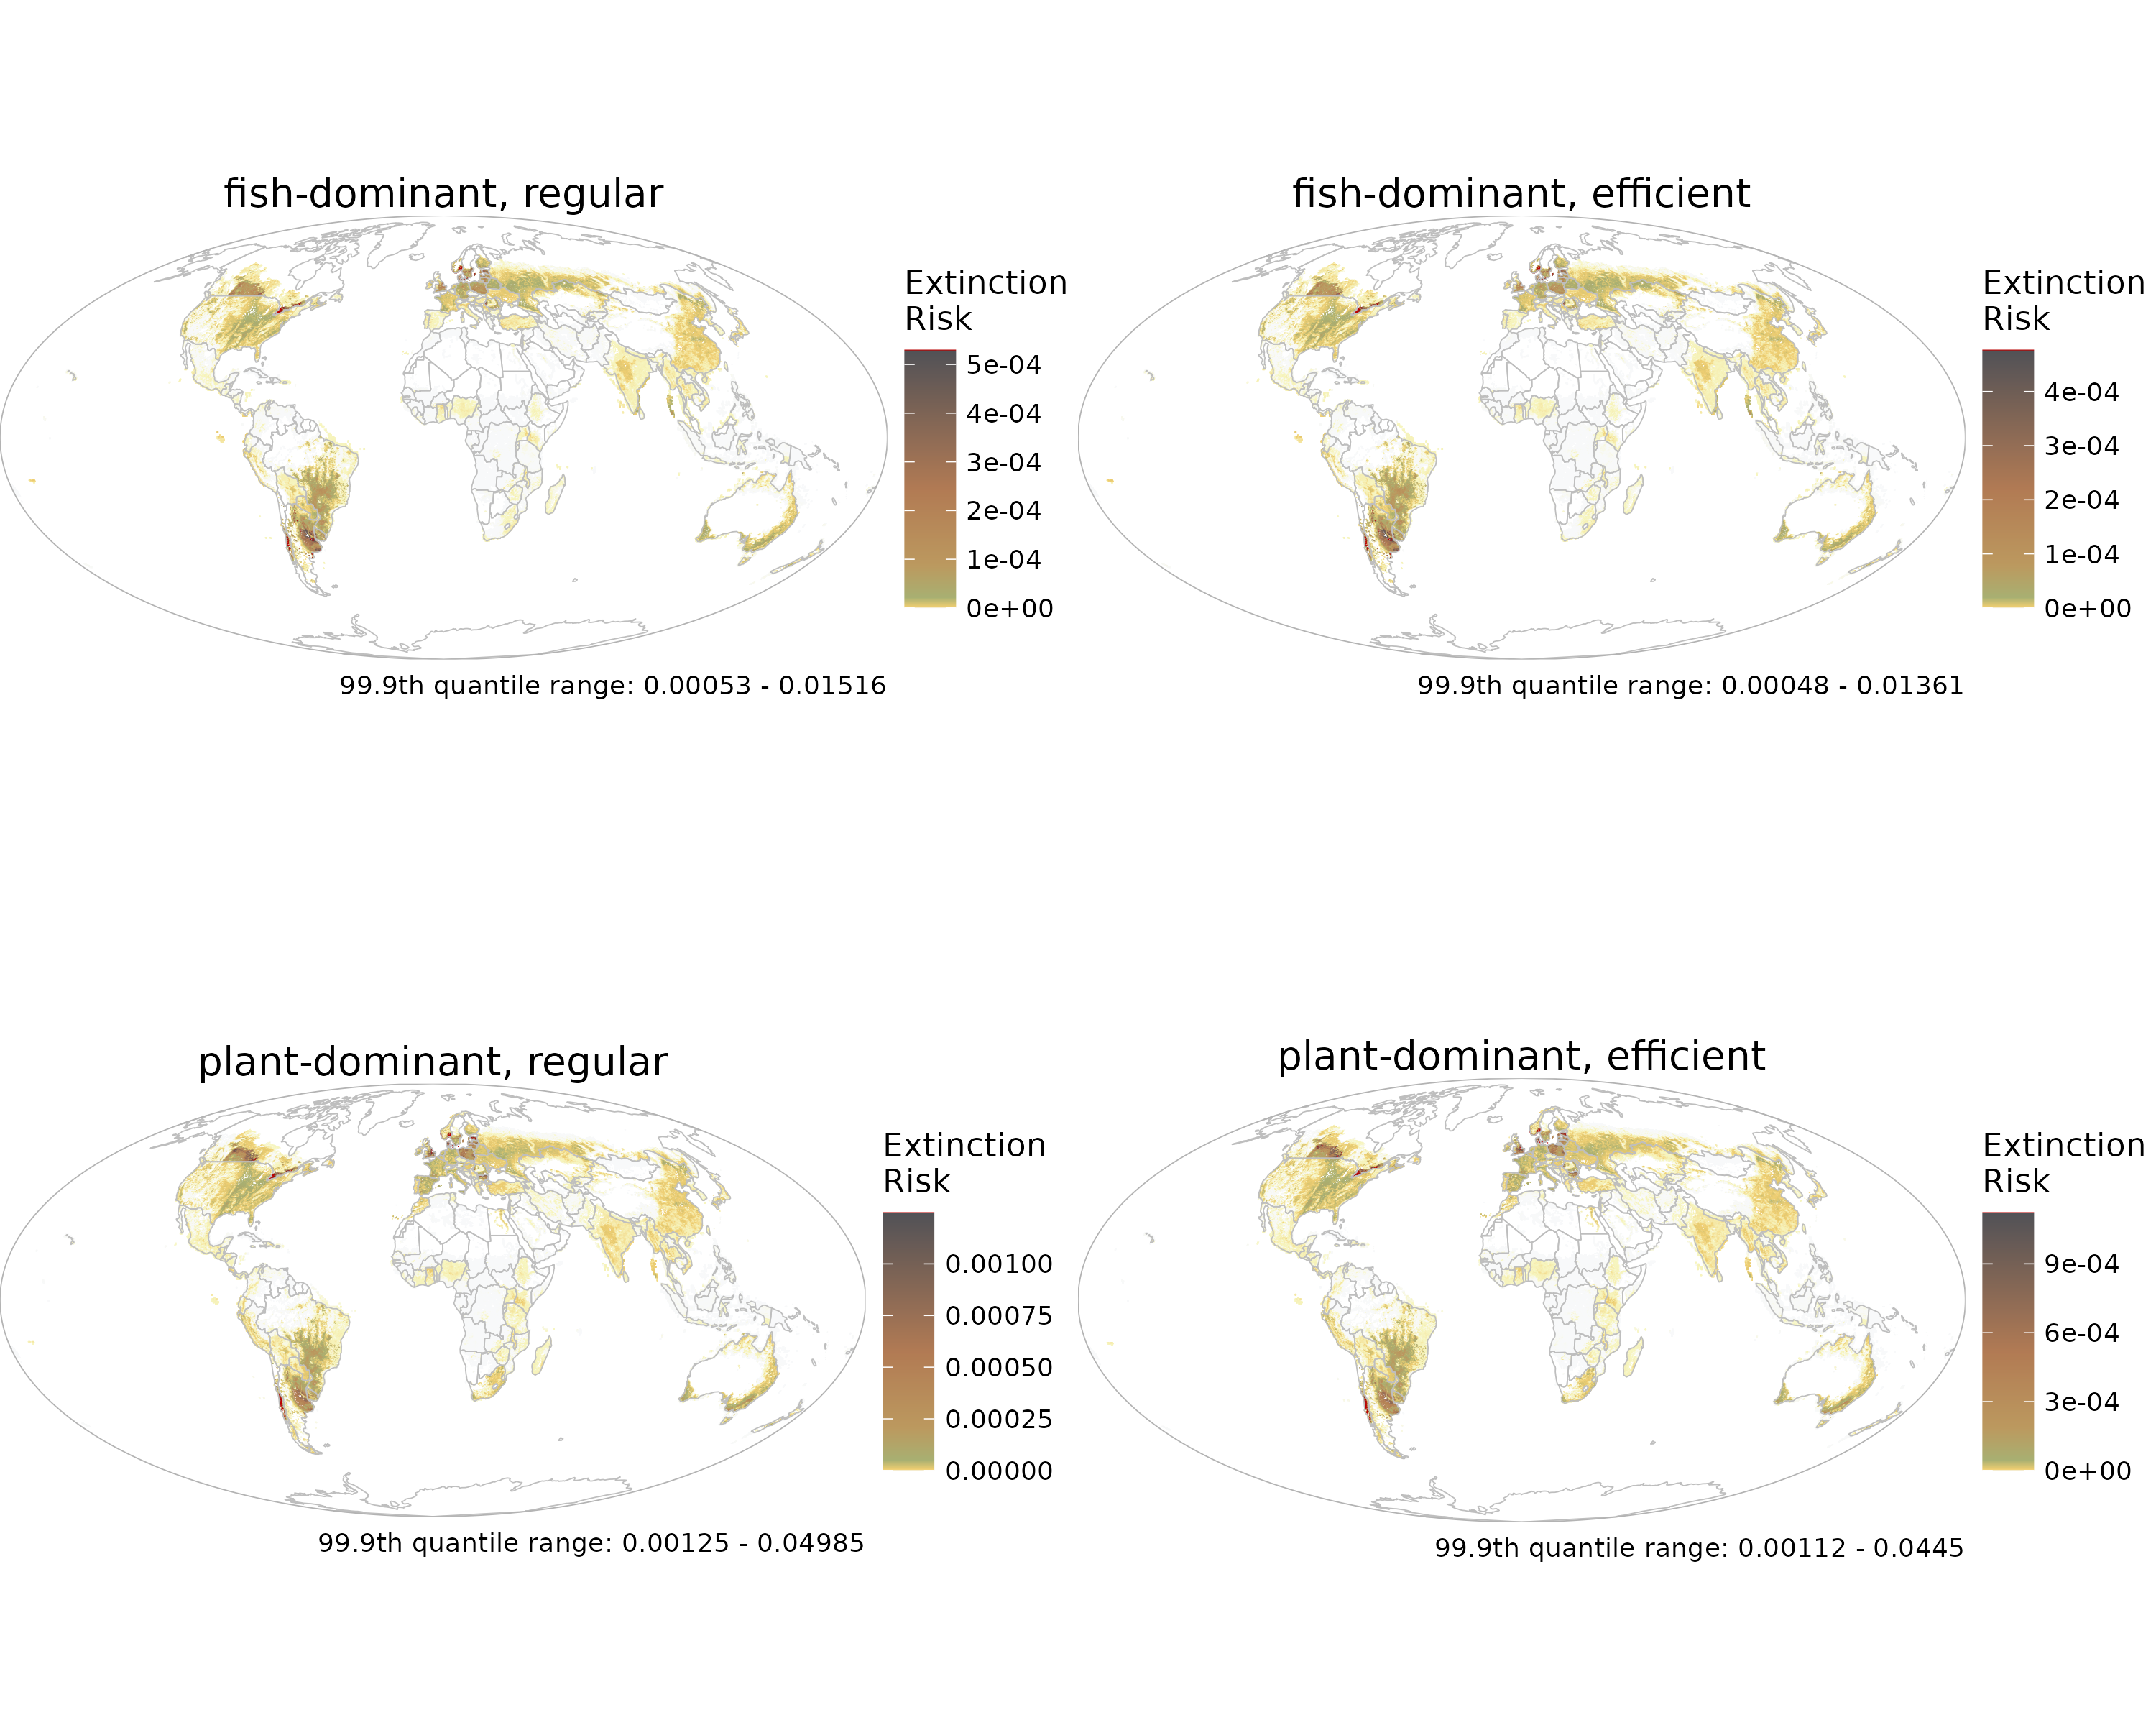 fish-dominant, regular
Extinction
Risk
5e-04
4e-04
3e-04
2e-04
1e-04
0e+00
99.9th quantile range: 0.00053 - 0.01516
fish-dominant, efficient
Extinction
Risk
4e-04
3e-04
2e-04
1e-04
0e+00
99.9th quantile range: 0.00048 - 0.01361
plant-dominant, regular
Extinction
Risk
0.00100
0.00075
0.00050
0.00025
0.00000
99.9th quantile range: 0.00125 - 0.04985
plant-dominant, efficient
Extinction
Risk
9e-04
6e-04
3e-04
0e+00
99.9th quantile range: 0.00112 - 0.0445